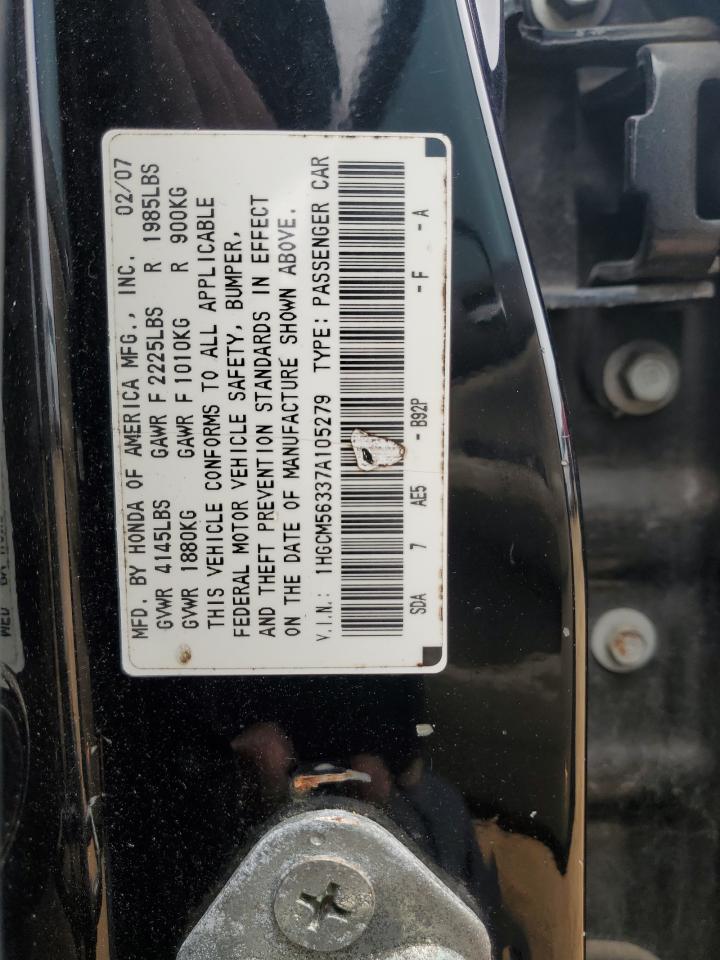 MFD. BY HONDA OF AMERICA MFG., INC. 02/07
GVWR 4145LBS GAWR F 2225LBS R 1985LBS
GVWR 1880KG GAWR F 1010KG R 900KG
THIS VEHICLE CONFORMS TO ALL APPLICABLE
FEDERAL MOTOR VEHICLE SAFETY, BUMPER,
AND THEFT PREVENTION STANDARDS IN EFFECT
ON THE DATE OF MANUFACTURE SHOWN ABOVE.
V.I.N.: 1HGCM56337A105279 TYPE: PASSENGER CAR
SDA 7 AE5 - B92P - F - A